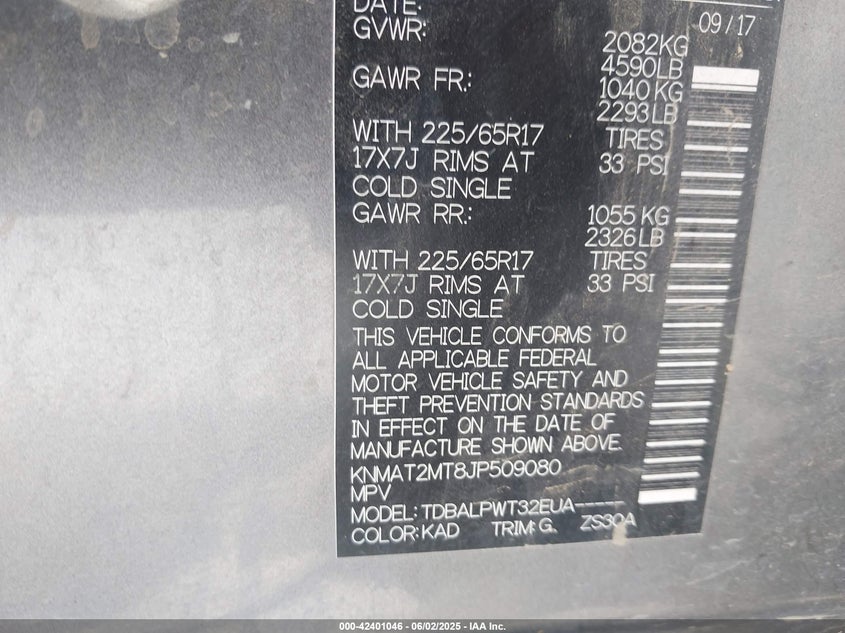 DATE: 09/17
GVWR: 2082KG
4590LB
GAWR FR: 1040 KG
2293 LB
WITH 225/65R17 TIRES
17X7J RIMS AT 33 PSI
COLD SINGLE
GAWR RR: 1055 KG
2326 LB
WITH 225/65R17 TIRES
17X7J RIMS AT 33 PSI
COLD SINGLE
THIS VEHICLE CONFORMS TO
ALL APPLICABLE FEDERAL
MOTOR VEHICLE SAFETY AND
THEFT PREVENTION STANDARDS
IN EFFECT ON THE DATE OF
MANUFACTURE SHOWN ABOVE.
KNMAT2MT8JP509080
MPV
MODEL: TDBALPWT32EUA-----
COLOR: KAD TRIM: G ZS30A
000-42401046 - 06/02/2025 - IAA Inc.